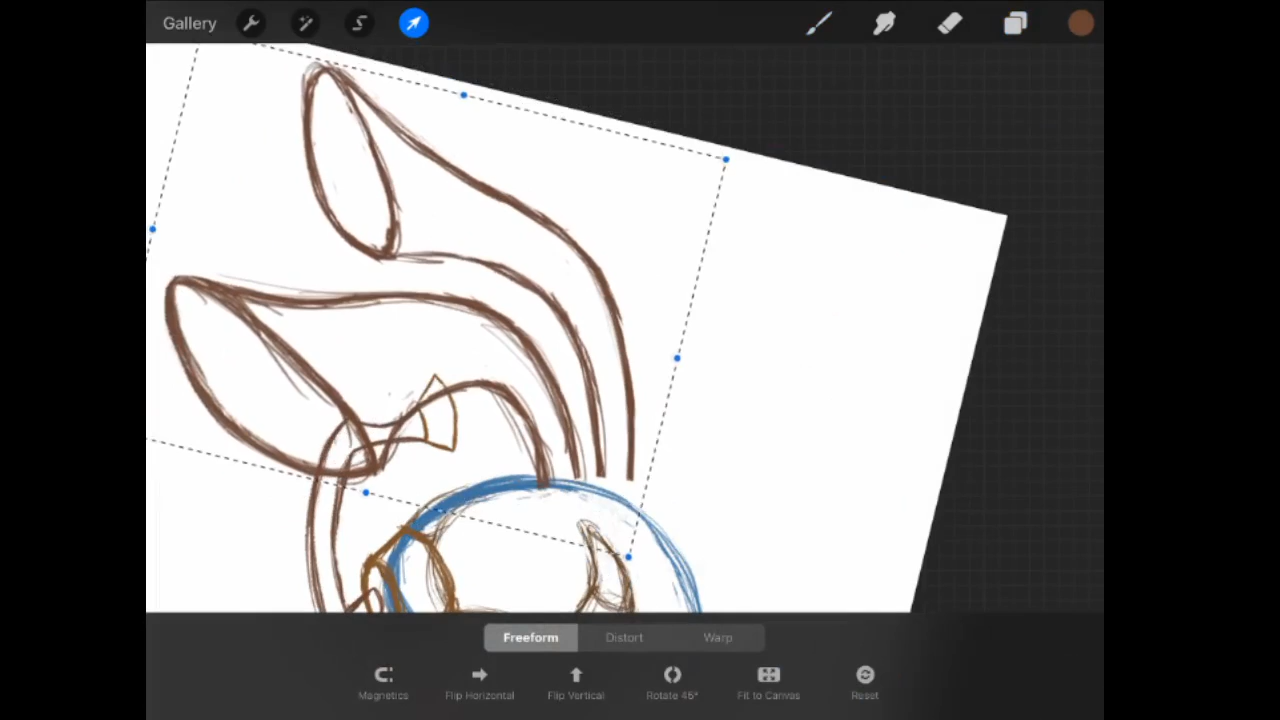 Gallery
Freeform Distort Warp
Magnetics Flip Horizontal Flip Vertical Rotate 45° Fit to Canvas Reset